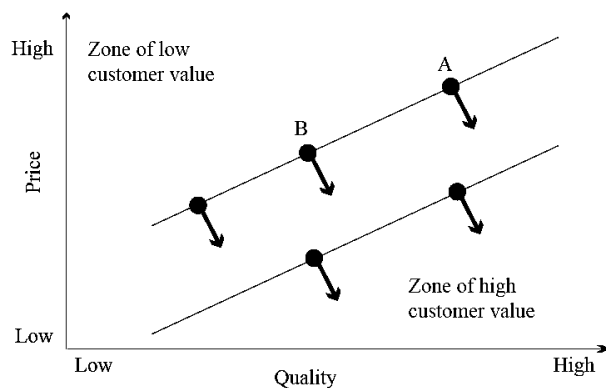 High
Zone of low
customer value
A
B
Price
Zone of high
customer value
Low
Low
Quality
High